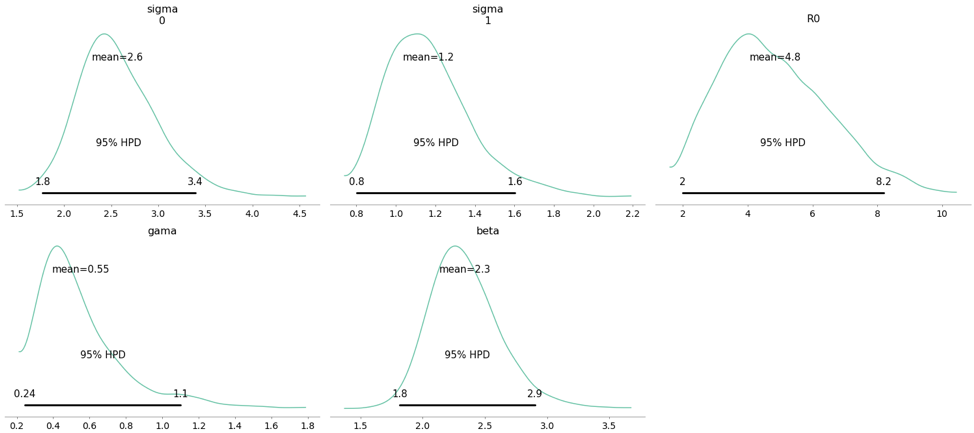 sigma
0
mean=2.6
95% HPD
1.8 3.4
1.5 2.0 2.5 3.0 3.5 4.0 4.5
sigma
1
mean=1.2
95% HPD
0.8 1.6
0.8 1.0 1.2 1.4 1.6 1.8 2.0 2.2
R0
mean=4.8
95% HPD
2 8.2
2 4 6 8 10
gama
mean=0.55
95% HPD
0.24 1.1
0.2 0.4 0.6 0.8 1.0 1.2 1.4 1.6 1.8
beta
mean=2.3
95% HPD
1.8 2.9
1.5 2.0 2.5 3.0 3.5